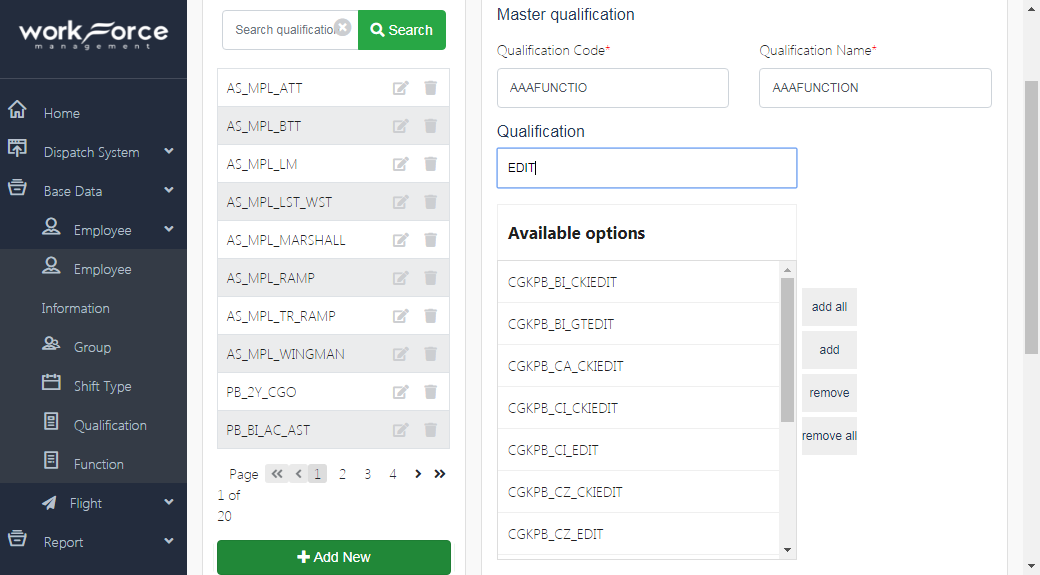 workForce
management
Home
Dispatch System
Base Data
Employee
Employee
Information
Group
Shift Type
Qualification
Function
Flight
Report
Search qualificatio
Search
AS_MPL_ATT
AS_MPL_BTT
AS_MPL_LM
AS_MPL_LST_WST
AS_MPL_MARSHALL
AS_MPL_RAMP
AS_MPL_TR_RAMP
AS_MPL_WINGMAN
PB_2Y_CGO
PB_BI_AC_AST
Page 1 2 3 4
1 of
20
Add New
Master qualification
Qualification Code* Qualification Name*
AAAFUNCTIO AAAFUNCTION
Qualification
EDIT
Available options
CGKPB_BI_CKIEDIT
CGKPB_BI_GTEDIT
CGKPB_CA_CKIEDIT
CGKPB_CI_CKIEDIT
CGKPB_CI_EDIT
CGKPB_CZ_CKIEDIT
CGKPB_CZ_EDIT
add all
add
remove
remove all